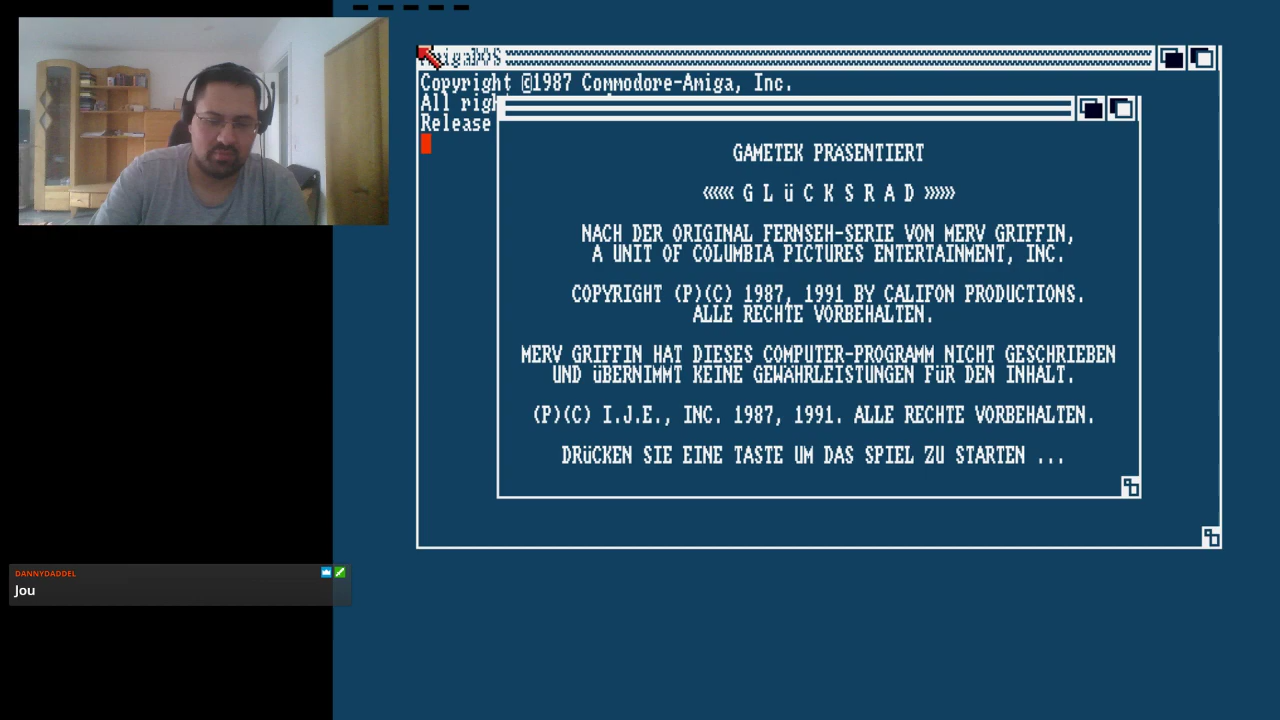 AmigaDOS
Copyright ©1987 Commodore-Amiga, Inc.
All rig
Release
GAMETEK PRÄSENTIERT
««« G L ü C K S R A D »»»
NACH DER ORIGINAL FERNSEH-SERIE VON MERV GRIFFIN,
A UNIT OF COLUMBIA PICTURES ENTERTAINMENT, INC.
COPYRIGHT (P)(C) 1987, 1991 BY CALIFON PRODUCTIONS.
ALLE RECHTE VORBEHALTEN.
MERV GRIFFIN HAT DIESES COMPUTER-PROGRAMM NICHT GESCHRIEBEN
UND üBERNIMMT KEINE GEWÄHRLEISTUNGEN FüR DEN INHALT.
(P)(C) I.J.E., INC. 1987, 1991. ALLE RECHTE VORBEHALTEN.
DRüCKEN SIE EINE TASTE UM DAS SPIEL ZU STARTEN ...
DANNYDADDEL
Jou